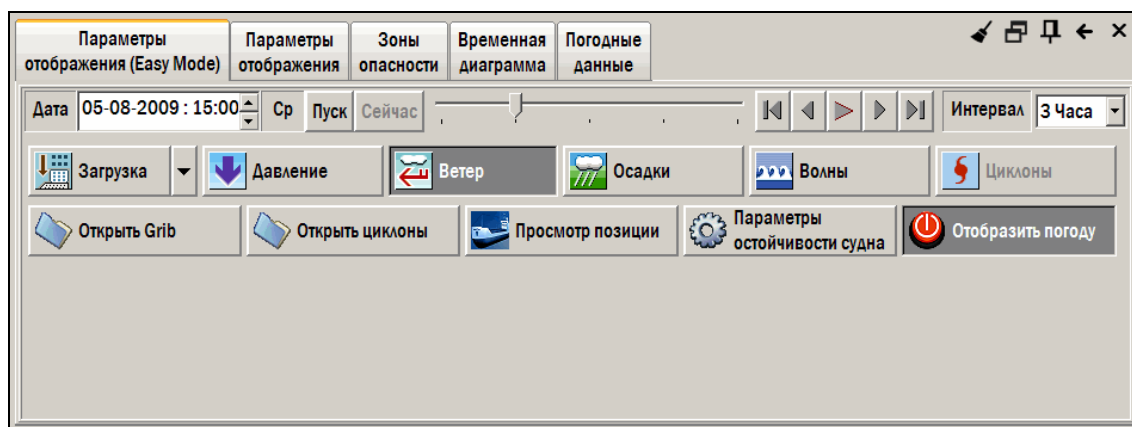 Параметры Параметры Зоны Временная Погодные
отображения (Easy Mode) отображения опасности диаграмма данные
Дата 05-08-2009 : 15:00 Ср Пуск Сейчас Интервал 3 Часа
Загрузка Давление Ветер Осадки Волны Циклоны
Открыть Grib Открыть циклоны Просмотр позиции Параметры остойчивости судна Отобразить погоду